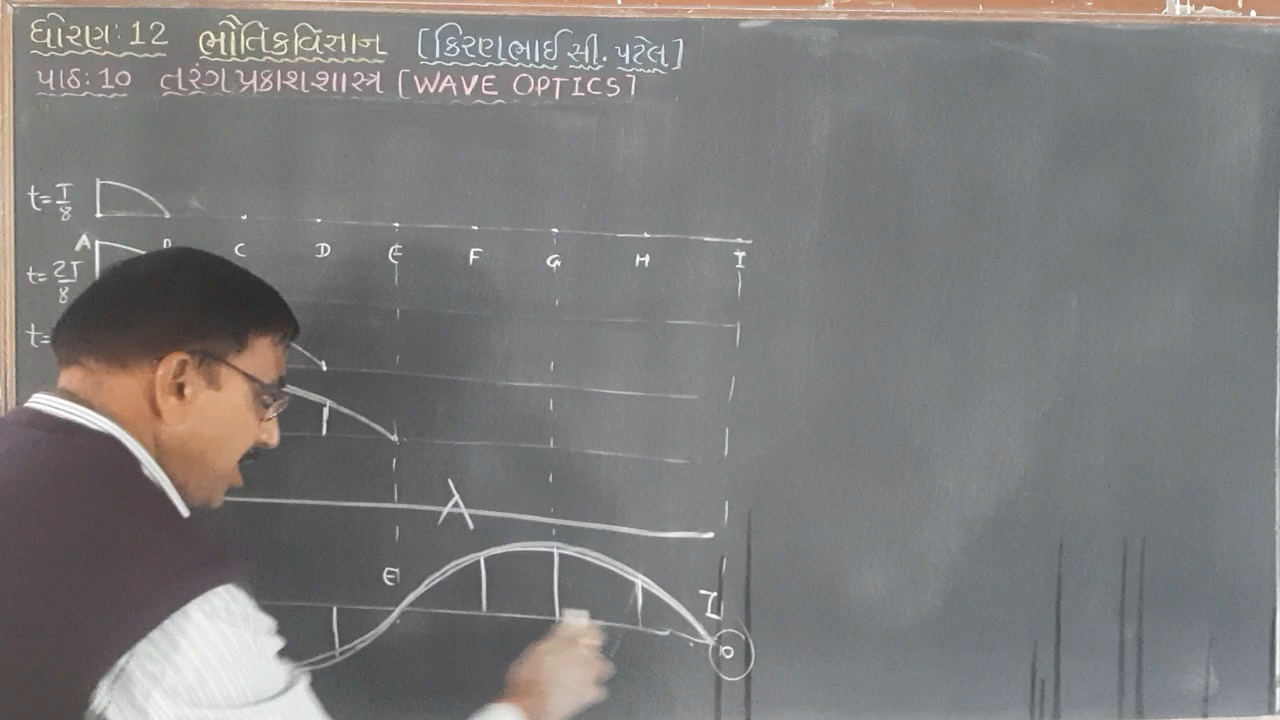 ધોરણ: 12 ભૌતિકવિજ્ઞાન [કિરણભાઈ સી. પટેલ]
પાઠ: 10 તરંગ પ્રકાશશાસ્ત્ર [WAVE OPTICS]
t = T/8
A B C D E F G H I
t = 2T/8
t =
λ
E I